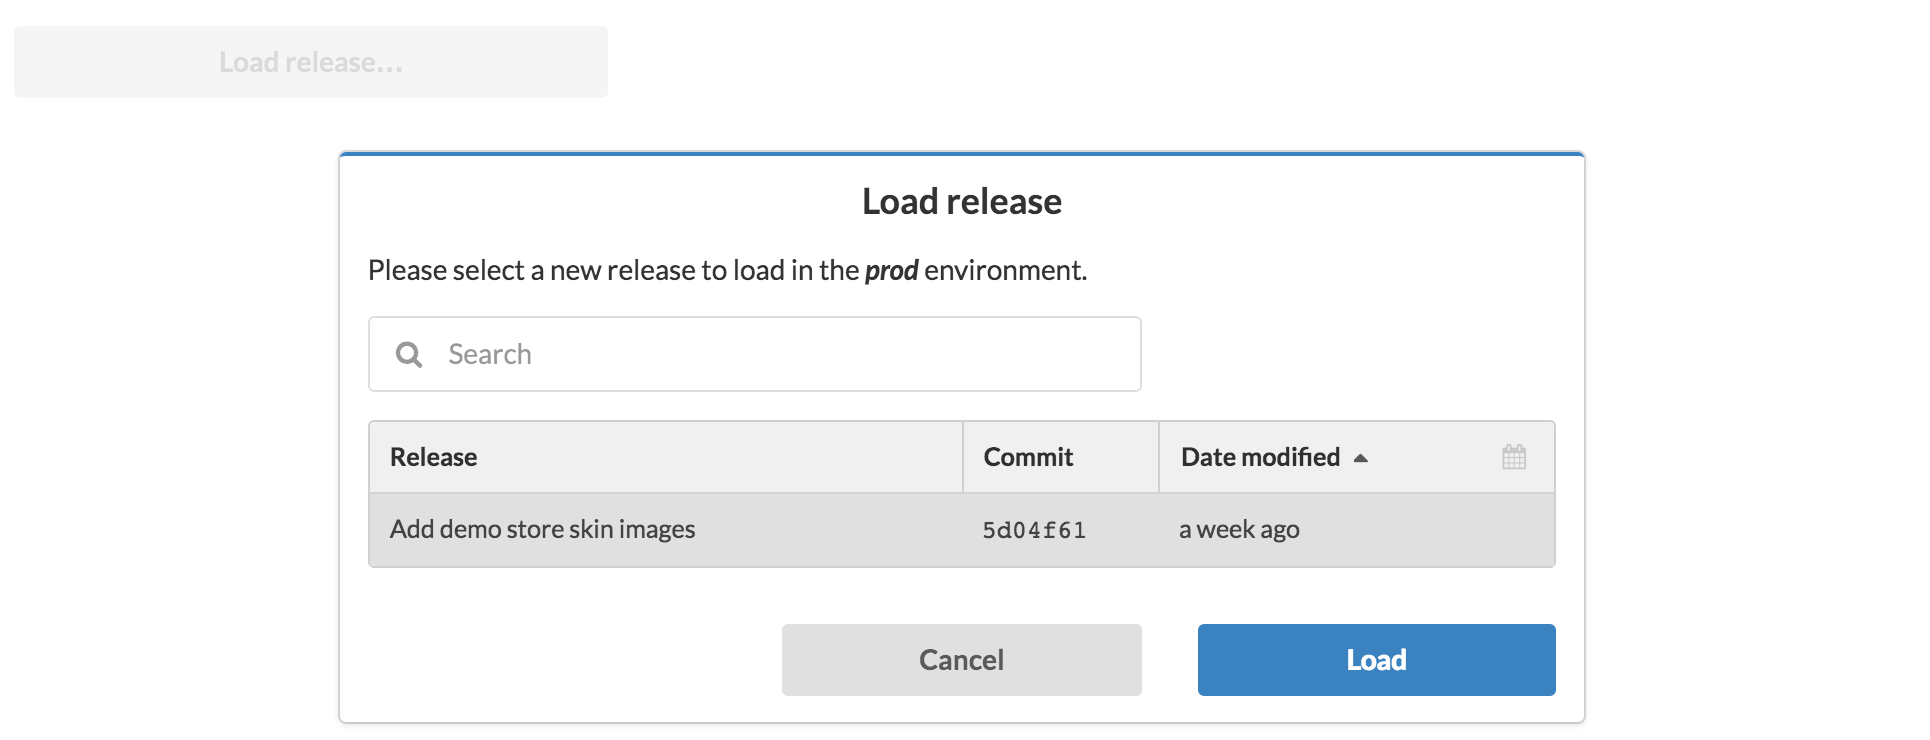 Load release...
Load release
Please select a new release to load in the prod environment.
Search
Release Commit Date modified
Add demo store skin images 5d04f61 a week ago
Cancel Load